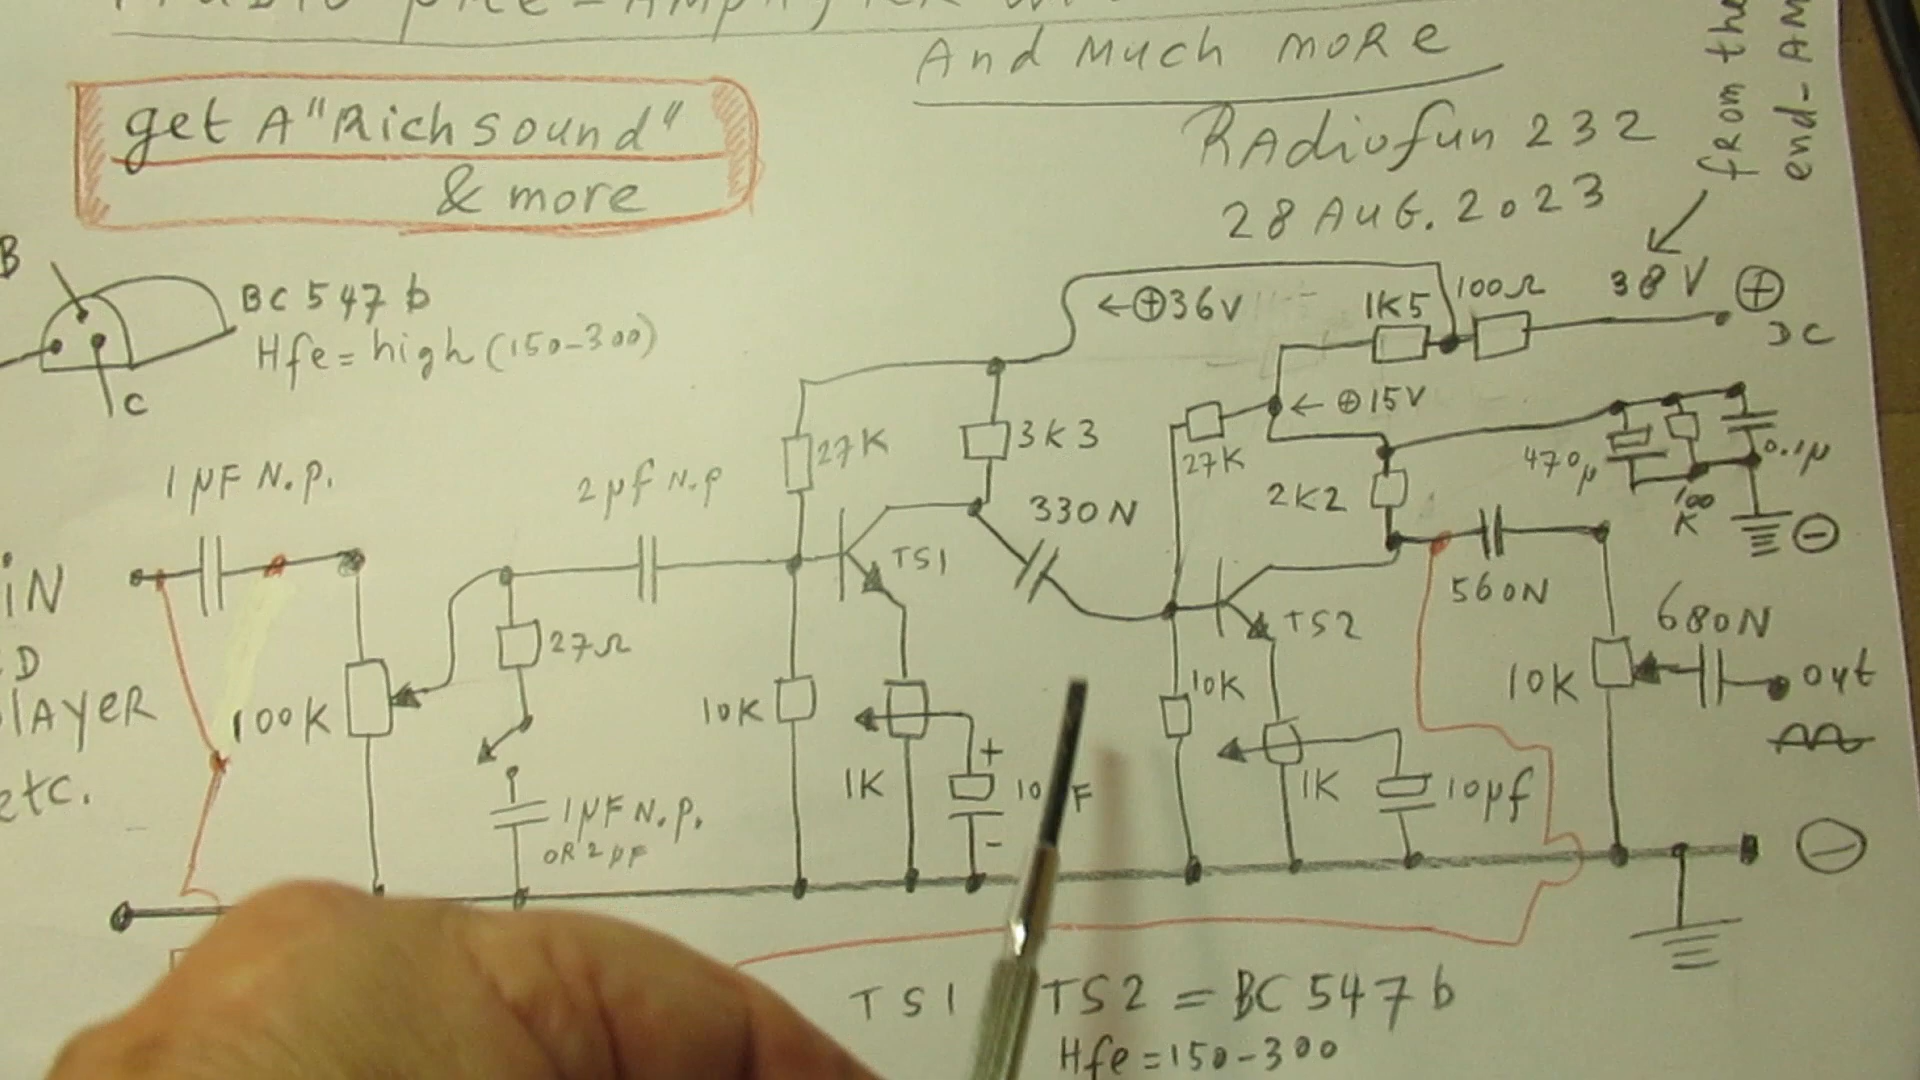 And much moRe
get A "Rich sound"
& more
RAdiofun 232
28 AuG. 2023
from the
end-AM
B
BC 547 b
Hfe = high (150-300)
C
←⊕36V
1K5
100Ω
38V
⊕
DC
←⊕15V
27K
3K3
27K
2K2
470µ
100
K
0.1µ
⊖
1µF N.p.
2µf N.p
330N
TS1
TS2
560N
680N
iN
27Ω
100K
LAyeR
etc.
10K
1K
+
-
10K
1K
10µf
10K
out
1µF N.p.
OR 2µF
⊖
TS1
TS2 = BC 547 b
Hfe = 150-300